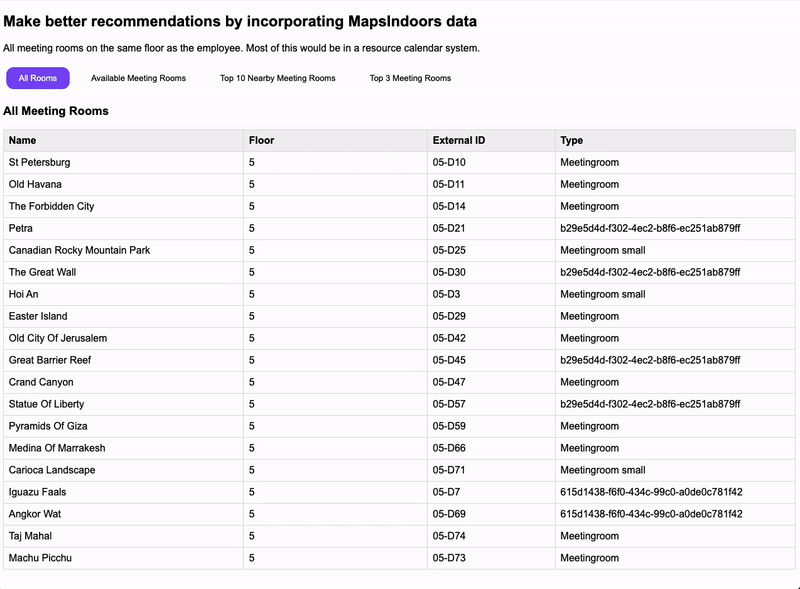 Make better recommendations by incorporating MapsIndoors data
All meeting rooms on the same floor as the employee. Most of this would be in a resource calendar system.
All Rooms Available Meeting Rooms Top 10 Nearby Meeting Rooms Top 3 Meeting Rooms
All Meeting Rooms
Name Floor External ID Type
St Petersburg 5 05-D10 Meetingroom
Old Havana 5 05-D11 Meetingroom
The Forbidden City 5 05-D14 Meetingroom
Petra 5 05-D21 b29e5d4d-f302-4ec2-b8f6-ec251ab879ff
Canadian Rocky Mountain Park 5 05-D25 Meetingroom small
The Great Wall 5 05-D30 b29e5d4d-f302-4ec2-b8f6-ec251ab879ff
Hoi An 5 05-D3 Meetingroom small
Easter Island 5 05-D29 Meetingroom
Old City Of Jerusalem 5 05-D42 Meetingroom
Great Barrier Reef 5 05-D45 b29e5d4d-f302-4ec2-b8f6-ec251ab879ff
Crand Canyon 5 05-D47 Meetingroom
Statue Of Liberty 5 05-D57 b29e5d4d-f302-4ec2-b8f6-ec251ab879ff
Pyramids Of Giza 5 05-D59 Meetingroom
Medina Of Marrakesh 5 05-D66 Meetingroom
Carioca Landscape 5 05-D71 Meetingroom small
Iguazu Faals 5 05-D7 615d1438-f6f0-434c-99c0-a0de0c781f42
Angkor Wat 5 05-D69 615d1438-f6f0-434c-99c0-a0de0c781f42
Taj Mahal 5 05-D74 Meetingroom
Machu Picchu 5 05-D73 Meetingroom